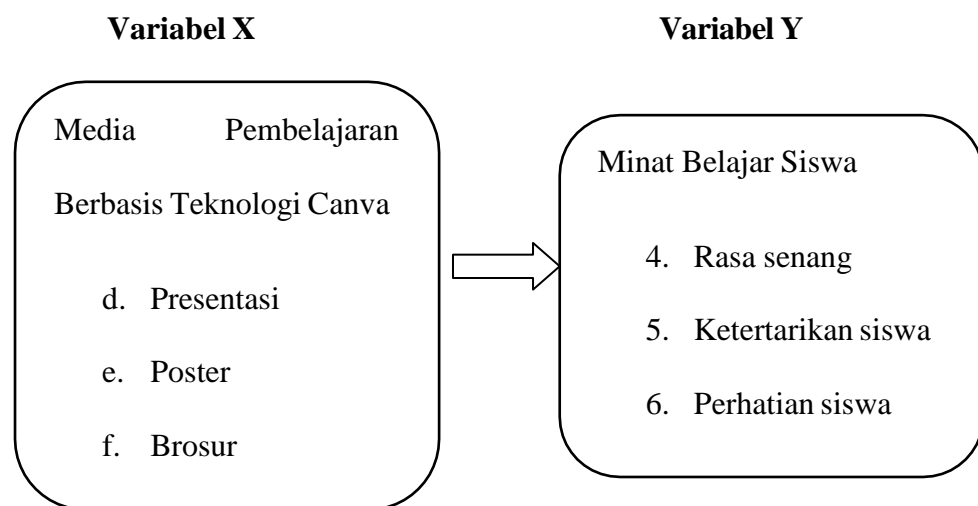 Variabel X
Variabel Y
Media Pembelajaran
Berbasis Teknologi Canva
d. Presentasi
e. Poster
f. Brosur
Minat Belajar Siswa
4. Rasa senang
5. Ketertarikan siswa
6. Perhatian siswa